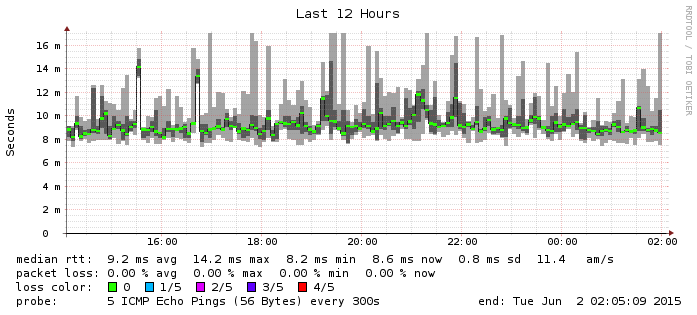 Last 12 Hours
RRDTOOL / TOBI OETIKER
Seconds
16 m
14 m
12 m
10 m
8 m
6 m
4 m
2 m
0
16:00 18:00 20:00 22:00 00:00 02:00
median rtt: 9.2 ms avg 14.2 ms max 8.2 ms min 8.6 ms now 0.8 ms sd 11.4 am/s
packet loss: 0.00 % avg 0.00 % max 0.00 % min 0.00 % now
loss color: 0 1/5 2/5 3/5 4/5
probe: 5 ICMP Echo Pings (56 Bytes) every 300s end: Tue Jun 2 02:05:09 2015